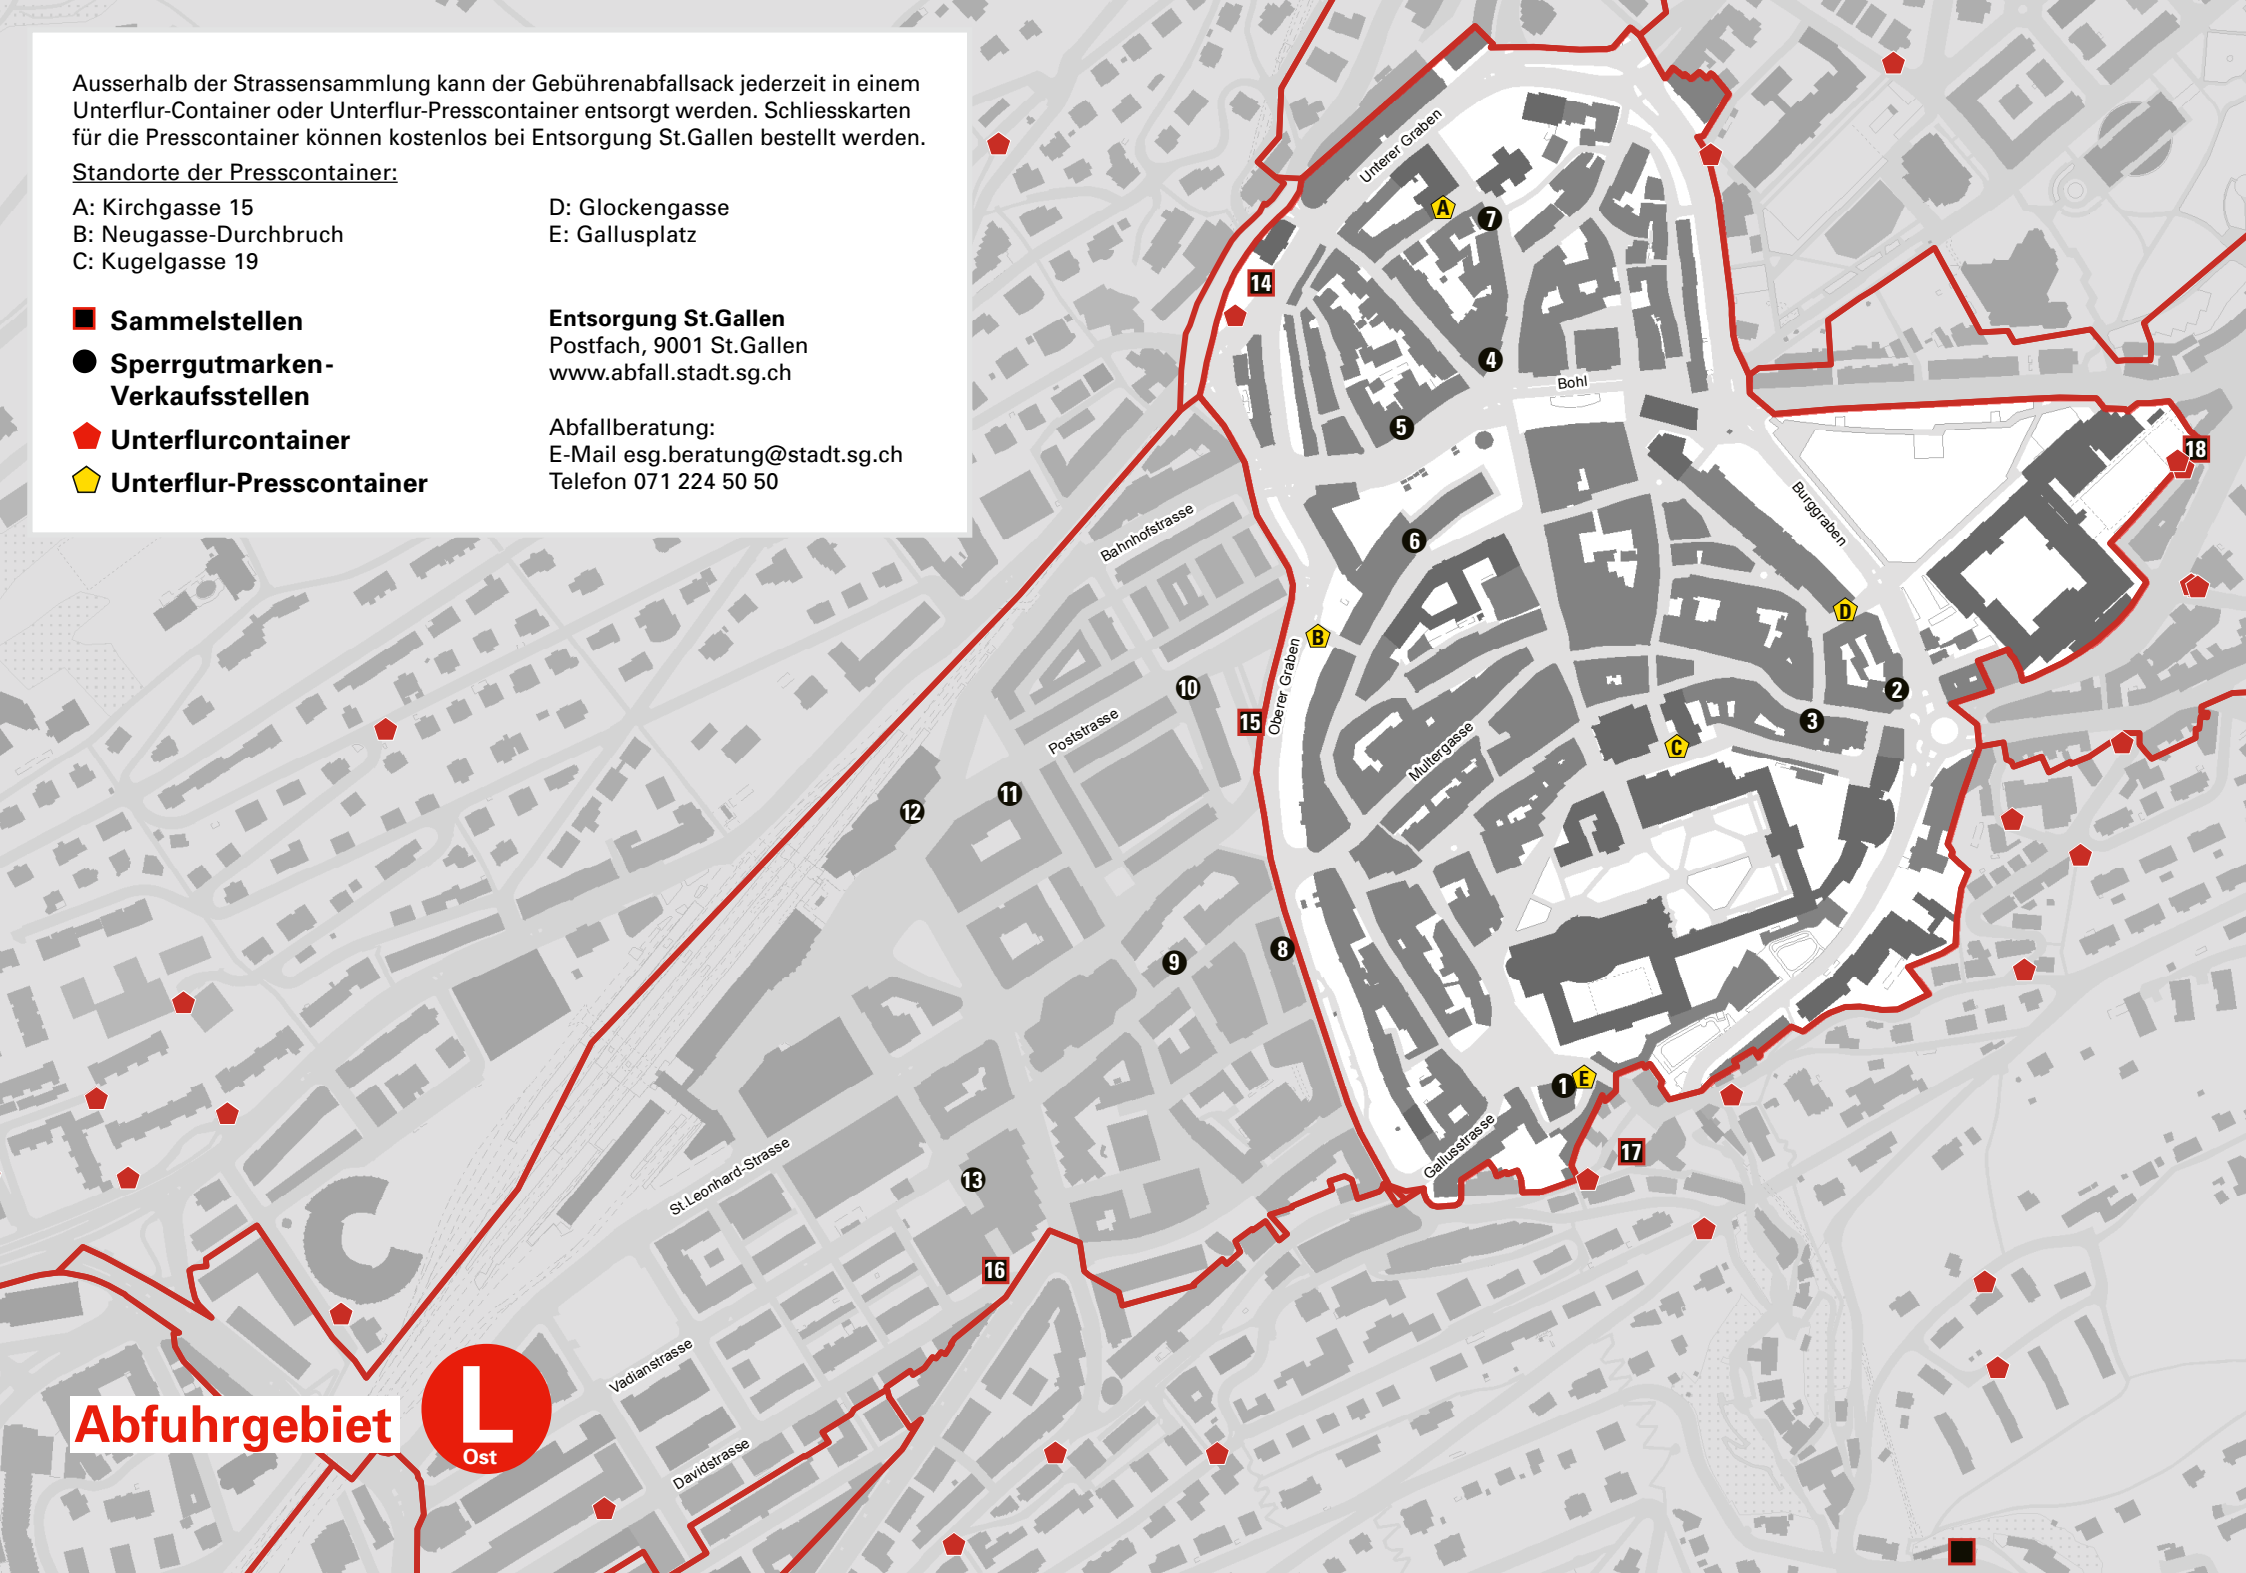 Ausserhalb der Strassensammlung kann der Gebührenabfallsack jederzeit in einem
Unterflur-Container oder Unterflur-Presscontainer entsorgt werden. Schliesskarten
für die Presscontainer können kostenlos bei Entsorgung St.Gallen bestellt werden.
Standorte der Presscontainer:
A: Kirchgasse 15
B: Neugasse-Durchbruch
C: Kugelgasse 19
D: Glockengasse
E: Gallusplatz
Sammelstellen
Sperrgutmarken-
Verkaufsstellen
Unterflurcontainer
Unterflur-Presscontainer
Entsorgung St.Gallen
Postfach, 9001 St.Gallen
www.abfall.stadt.sg.ch
Abfallberatung:
E-Mail esg.beratung@stadt.sg.ch
Telefon 071 224 50 50
Unterer Graben
A
7
14
4
Bohl
5
18
Burggraben
Bahnhofstrasse
6
D
B
Oberer Graben
10
2
15
3
Poststrasse
C
Multergasse
11
12
8
9
1
E
Gallusstrasse
17
St.Leonhard-Strasse
13
16
Vadianstrasse
Davidstrasse
Abfuhrgebiet
L
Ost